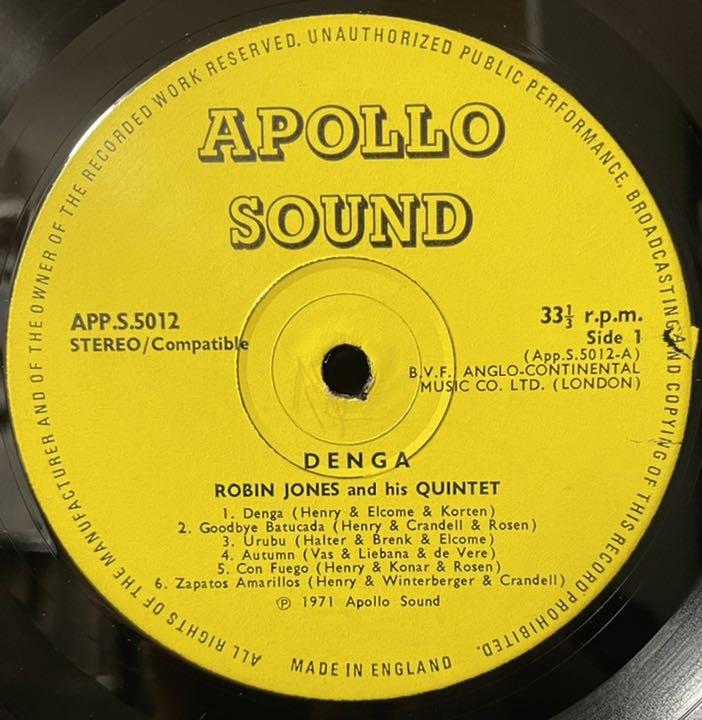 ALL RIGHTS OF THE MANUFACTURER AND OF THE OWNER OF THE RECORDED WORK RESERVED. UNAUTHORIZED PUBLIC PERFORMANCE, BROADCASTING AND COPYING OF THIS RECORD PROHIBITED.
APOLLO
SOUND
APP.S.5012
STEREO/Compatible
33⅓ r.p.m.
Side 1
(App.S.5012-A)
B.V.F. ANGLO-CONTINENTAL
MUSIC CO. LTD. (LONDON)
DENGA
ROBIN JONES and his QUINTET
1. Denga (Henry & Elcome & Korten)
2. Goodbye Batucada (Henry & Crandell & Rosen)
3. Urubu (Halter & Brenk & Elcome)
4. Autumn (Vas & Liebana & de Vere)
5. Con Fuego (Henry & Konar & Rosen)
6. Zapatos Amarillos (Henry & Winterberger & Crandell)
℗ 1971 Apollo Sound
MADE IN ENGLAND